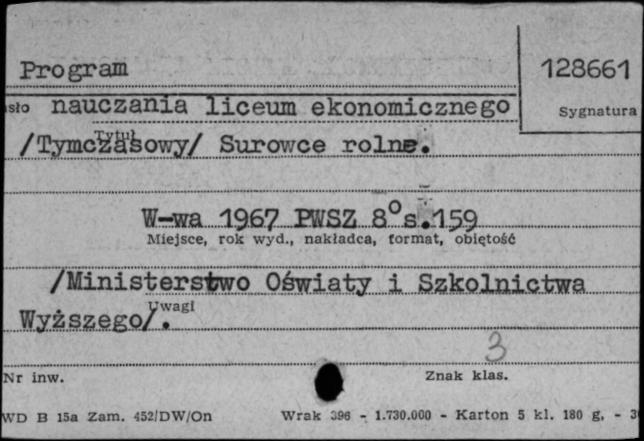 Program
128661
sło nauczania liceum ekonomicznego
Sygnatura
Tytuł
/Tymczasowy/ Surowce rolne.
W-wa 1967 PWSZ 8° s.159
Miejsce, rok wyd., nakładca, format, objętość
/Ministerstwo Oświaty i Szkolnictwa
Uwagi
Wyższego/.
3
Nr inw.
Znak klas.
WD B 15a Zam. 452/DW/On Wrak 396 - 1.730.000 - Karton 5 kl. 180 g, -